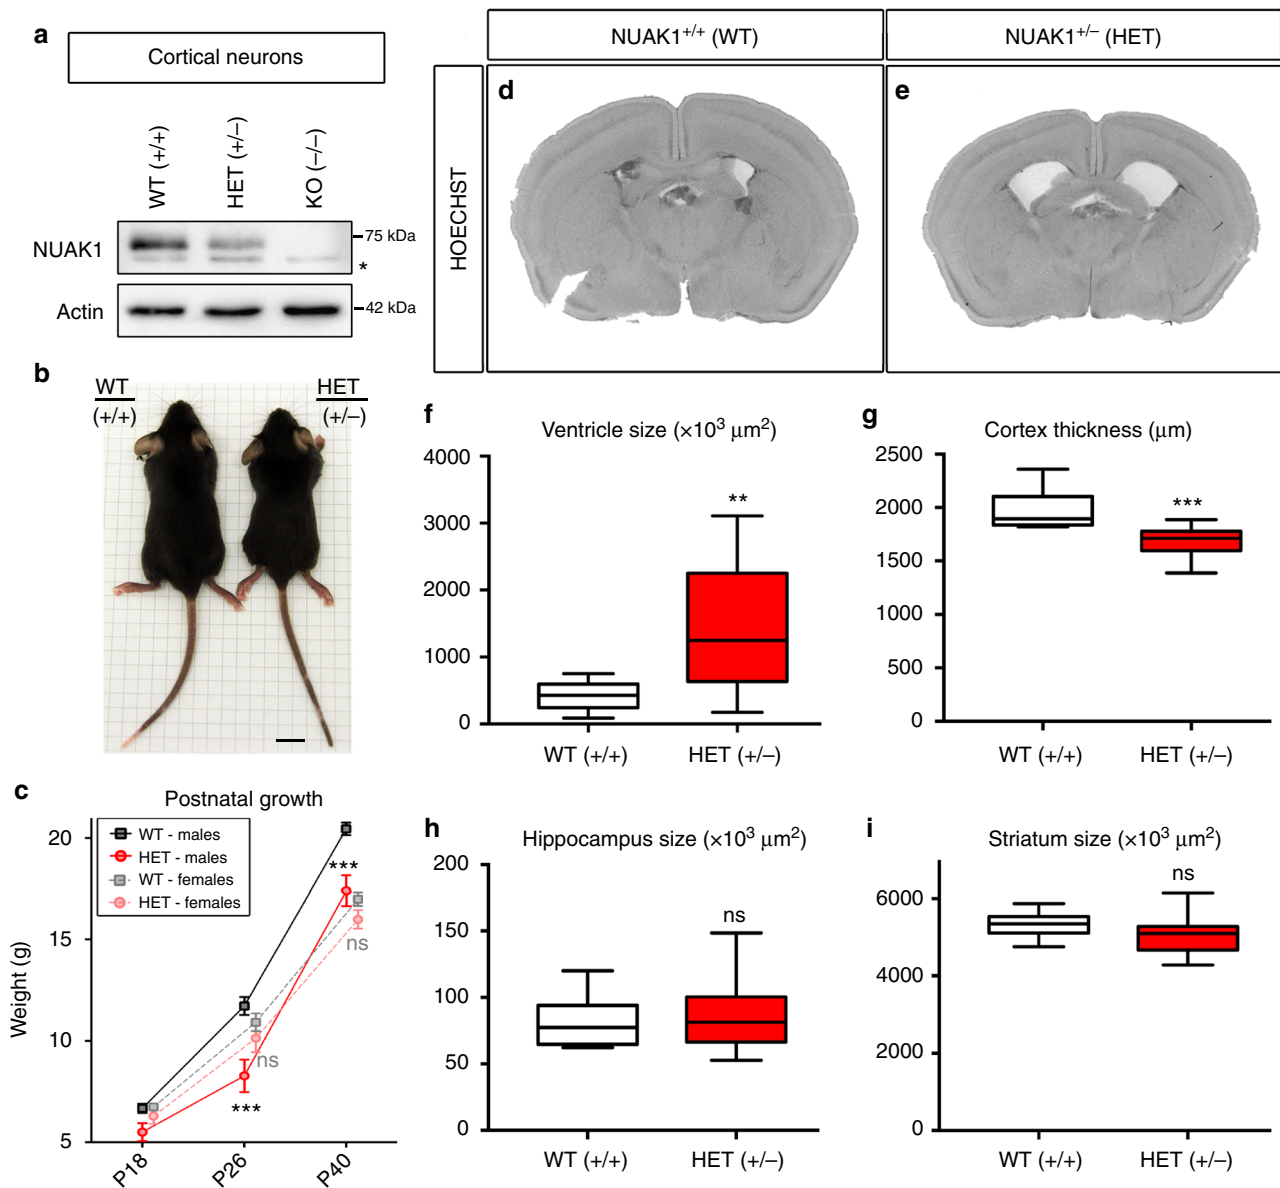 a
Cortical neurons
WT (+/+)
HET (+/–)
KO (–/–)
NUAK1
75 kDa
*
Actin
42 kDa
b
WT
(+/+)
HET
(+/–)
c
Postnatal growth
WT - males
HET - males
WT - females
HET - females
Weight (g)
20
15
10
5
***
ns
ns
***
P18
P26
P40
NUAK1+/+ (WT)
NUAK1+/– (HET)
HOECHST
d
e
f
Ventricle size (×10³ μm²)
4000
3000
2000
1000
0
**
WT (+/+)
HET (+/–)
g
Cortex thickness (μm)
2500
2000
1500
1000
500
0
***
WT (+/+)
HET (+/–)
h
Hippocampus size (×10³ μm²)
200
150
100
50
0
ns
WT (+/+)
HET (+/–)
i
Striatum size (×10³ μm²)
6000
4000
2000
0
ns
WT (+/+)
HET (+/–)